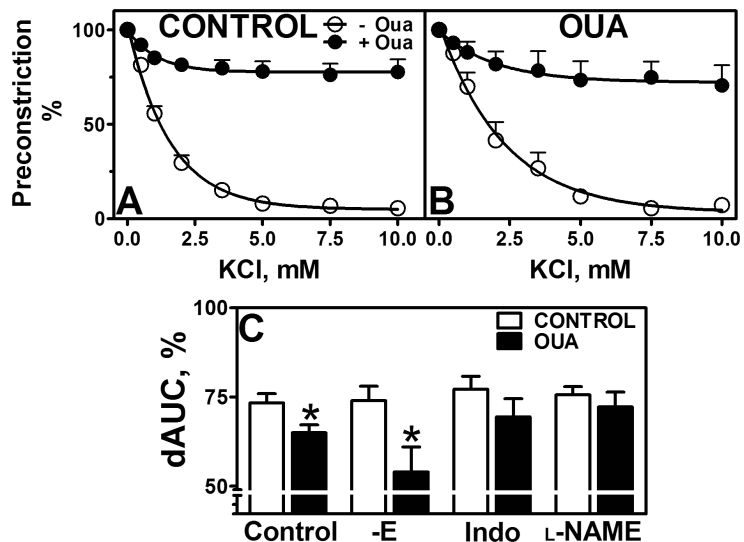 CONTROL
- Oua
+ Oua
OUA
100
50
0
Preconstriction
%
A
B
0.0 2.5 5.0 7.5 10.0
0.0 2.5 5.0 7.5 10.0
KCl, mM
KCl, mM
C
CONTROL
OUA
100
75
50
dAUC, %
*
*
Control -E Indo L-NAME